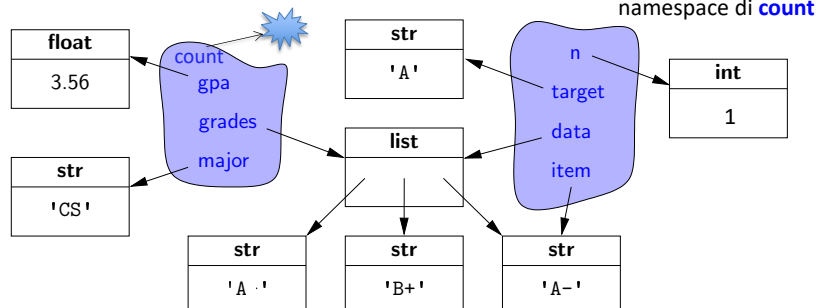 namespace di count
float
3.56
count
gpa
grades
major
str
'A'
n
target
data
item
int
1
list
str
'CS'
str
'A-'
str
'B+'
str
'A-'